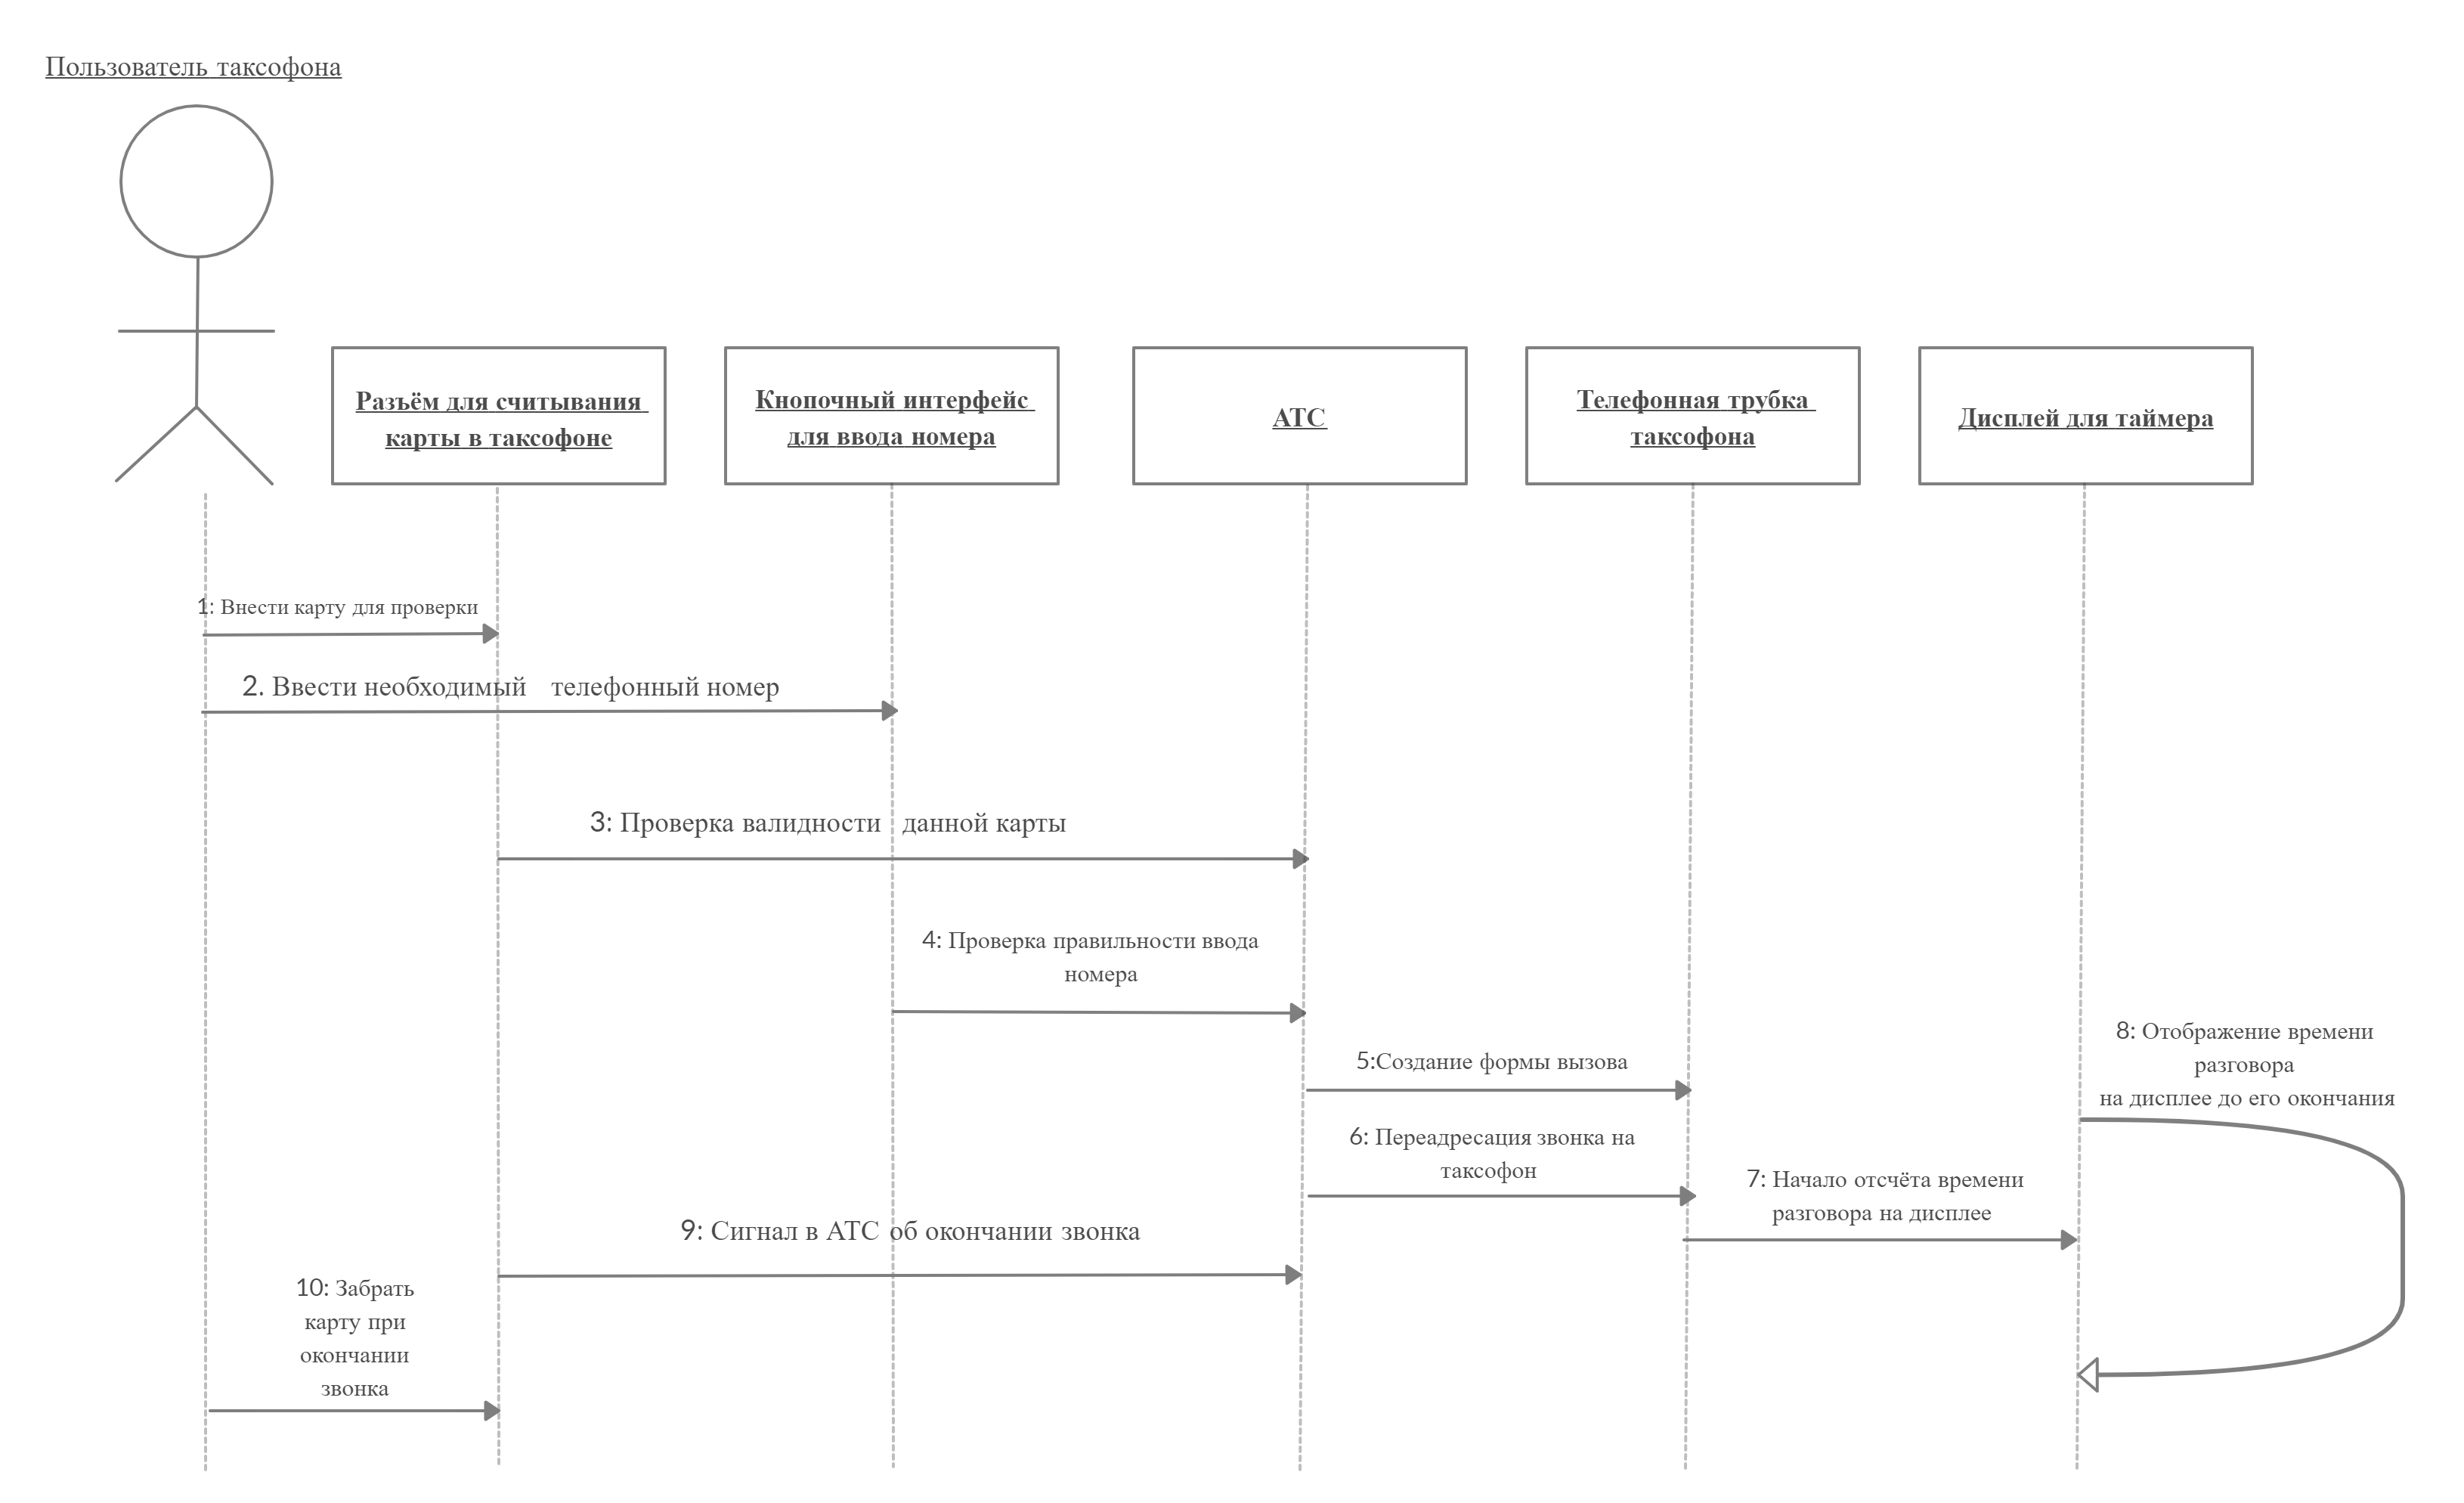 Пользователь таксофона
Разъём для считывания
карты в таксофоне
Кнопочный интерфейс
для ввода номера
АТС
Телефонная трубка
таксофона
Дисплей для таймера
1: Внести карту для проверки
2. Ввести необходимый телефонный номер
3: Проверка валидности данной карты
4: Проверка правильности ввода
номера
5:Создание формы вызова
6: Переадресация звонка на
таксофон
7: Начало отсчёта времени
разговора на дисплее
8: Отображение времени
разговора
на дисплее до его окончания
9: Сигнал в АТС об окончании звонка
10: Забрать
карту при
окончании
звонка